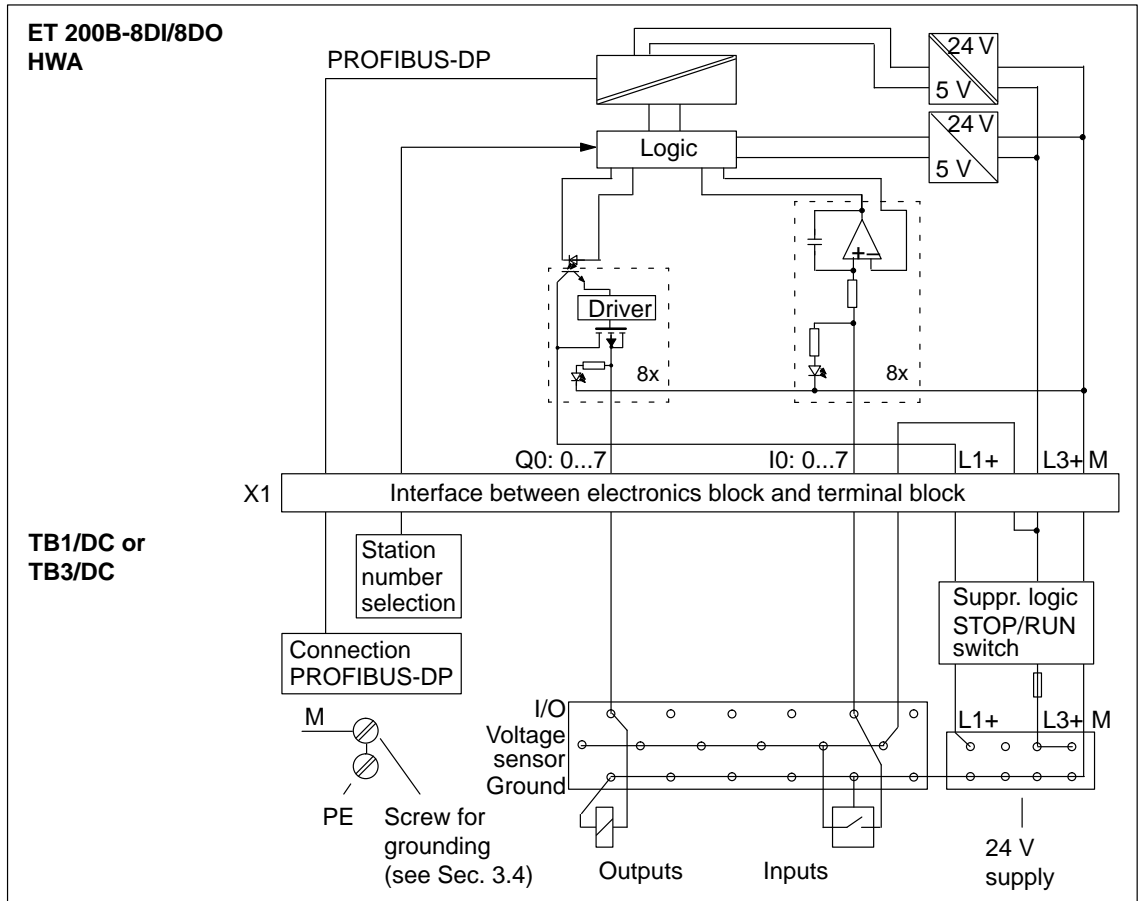 ET 200B-8DI/8DO
HWA
PROFIBUS-DP
24 V
5 V
24 V
5 V
Logic
+ −
Driver
8x
8x
Q0: 0...7
I0: 0...7
L1+
L3+ M
X1
Interface between electronics block and terminal block
TB1/DC or
TB3/DC
Station
number
selection
Suppr. logic
STOP/RUN
switch
Connection
PROFIBUS-DP
I/O
Voltage
sensor
Ground
L1+
L3+ M
M
PE
Screw for
grounding
(see Sec. 3.4)
Outputs
Inputs
24 V
supply